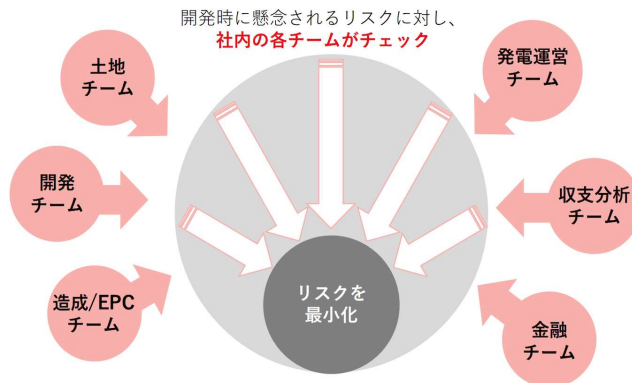 開発時に懸念されるリスクに対し、
社内の各チームがチェック
土地
チーム
発電運営
チーム
開発
チーム
収支分析
チーム
造成/EPC
チーム
リスクを
最小化
金融
チーム